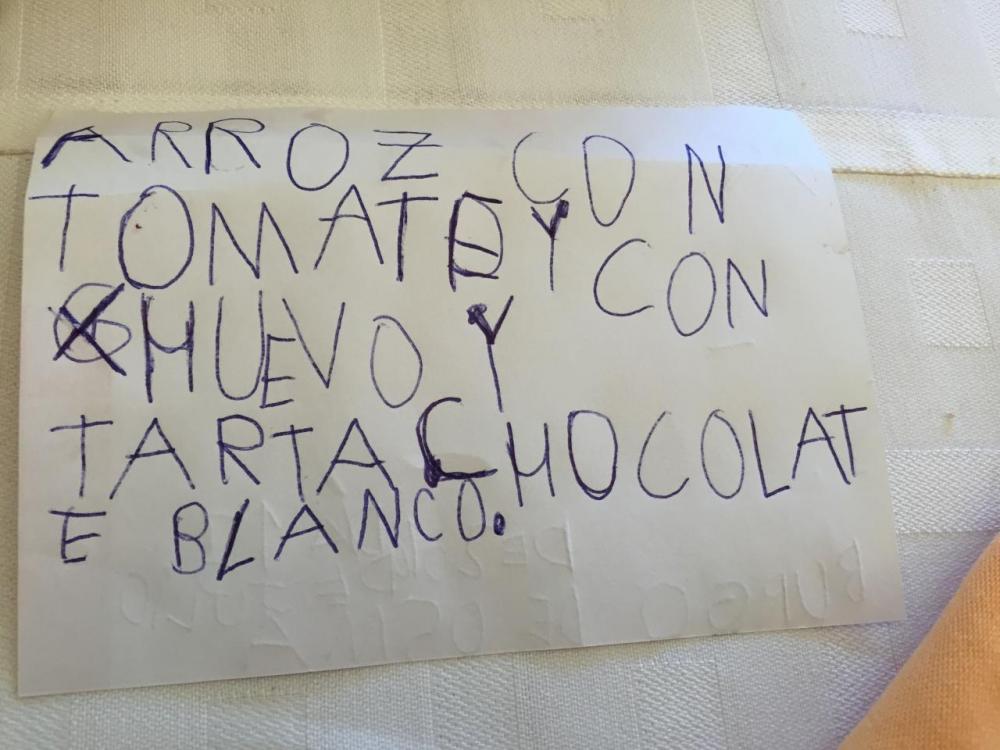 ARROZ CON
TOMATE Y CON
HUEVO Y
TARTA CHOCOLAT
E BLANCO.